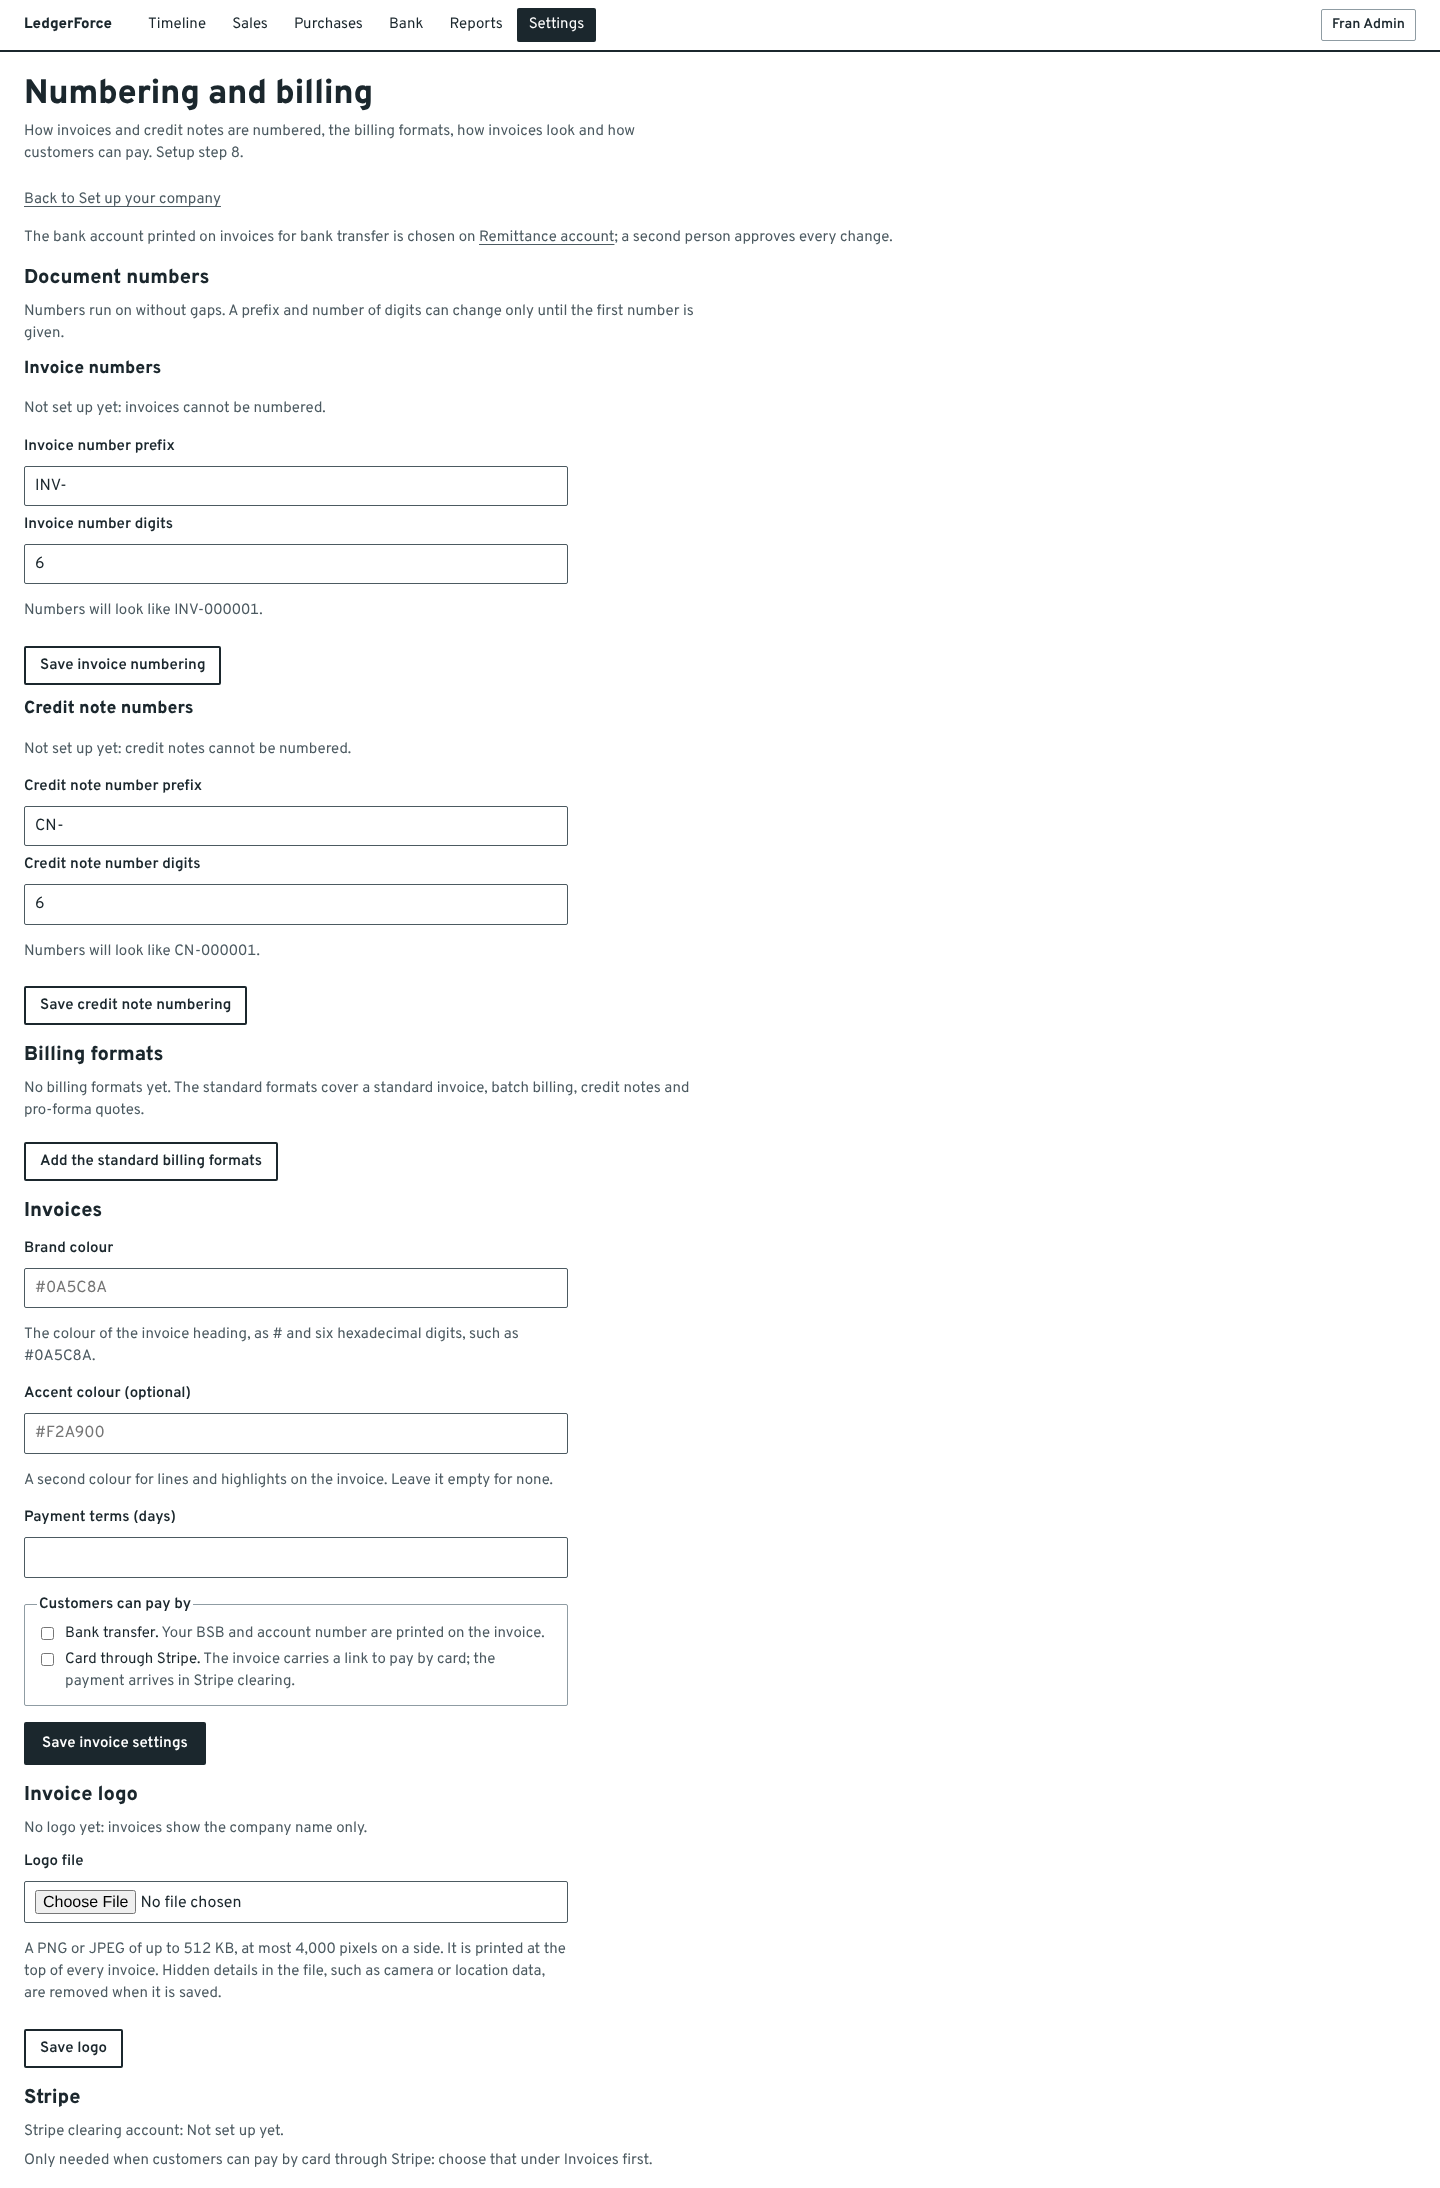 LedgerForce Timeline Sales Purchases Bank Reports Settings Fran Admin
Numbering and billing
How invoices and credit notes are numbered, the billing formats, how invoices look and how
customers can pay. Setup step 8.
Back to Set up your company
The bank account printed on invoices for bank transfer is chosen on Remittance account; a second person approves every change.
Document numbers
Numbers run on without gaps. A prefix and number of digits can change only until the first number is
given.
Invoice numbers
Not set up yet: invoices cannot be numbered.
Invoice number prefix
INV-
Invoice number digits
6
Numbers will look like INV-000001.
Save invoice numbering
Credit note numbers
Not set up yet: credit notes cannot be numbered.
Credit note number prefix
CN-
Credit note number digits
6
Numbers will look like CN-000001.
Save credit note numbering
Billing formats
No billing formats yet. The standard formats cover a standard invoice, batch billing, credit notes and
pro-forma quotes.
Add the standard billing formats
Invoices
Brand colour
#0A5C8A
The colour of the invoice heading, as # and six hexadecimal digits, such as
#0A5C8A.
Accent colour (optional)
#F2A900
A second colour for lines and highlights on the invoice. Leave it empty for none.
Payment terms (days)
Customers can pay by
Bank transfer. Your BSB and account number are printed on the invoice.
Card through Stripe. The invoice carries a link to pay by card; the
payment arrives in Stripe clearing.
Save invoice settings
Invoice logo
No logo yet: invoices show the company name only.
Logo file
Choose File No file chosen
A PNG or JPEG of up to 512 KB, at most 4,000 pixels on a side. It is printed at the
top of every invoice. Hidden details in the file, such as camera or location data,
are removed when it is saved.
Save logo
Stripe
Stripe clearing account: Not set up yet.
Only needed when customers can pay by card through Stripe: choose that under Invoices first.